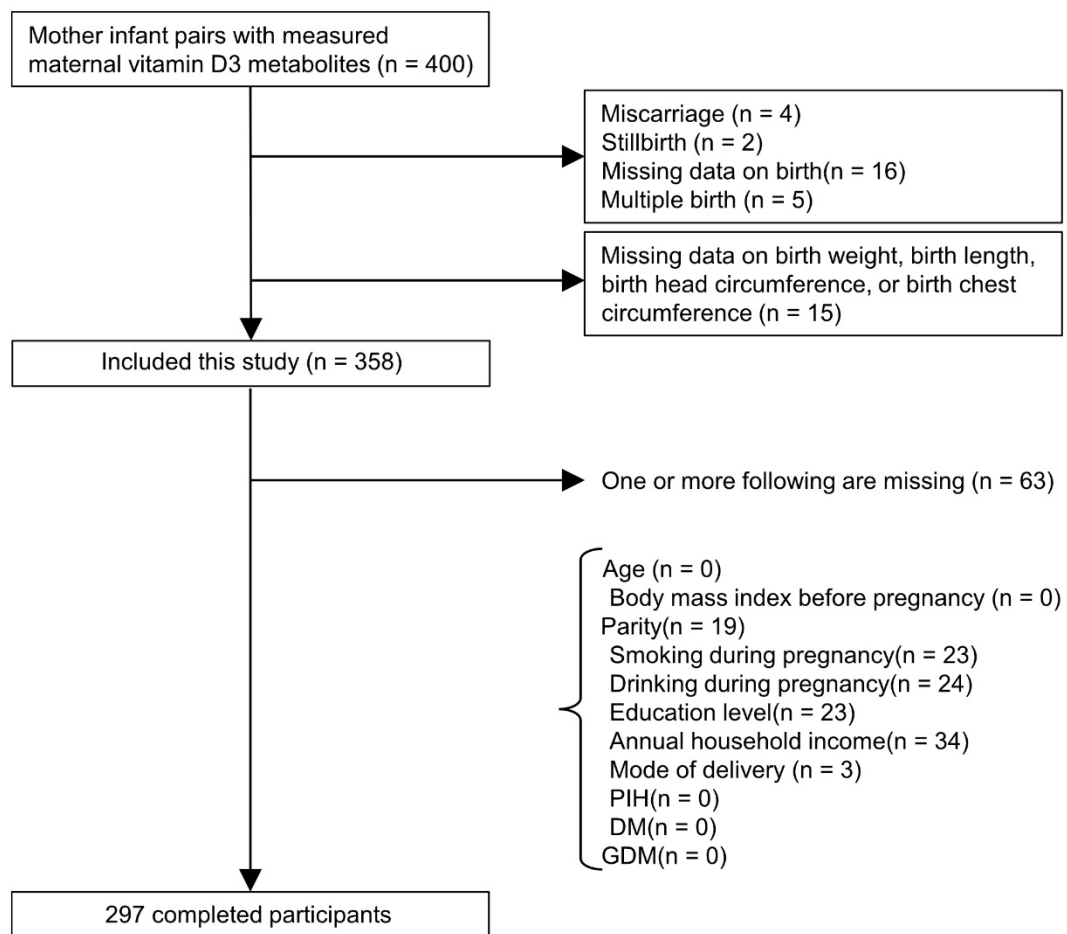 Mother infant pairs with measured
maternal vitamin D3 metabolites (n = 400)
Miscarriage (n = 4)
Stillbirth (n = 2)
Missing data on birth(n = 16)
Multiple birth (n = 5)
Missing data on birth weight, birth length,
birth head circumference, or birth chest
circumference (n = 15)
Included this study (n = 358)
One or more following are missing (n = 63)
Age (n = 0)
Body mass index before pregnancy (n = 0)
Parity(n = 19)
Smoking during pregnancy(n = 23)
Drinking during pregnancy(n = 24)
Education level(n = 23)
Annual household income(n = 34)
Mode of delivery (n = 3)
PIH(n = 0)
DM(n = 0)
GDM(n = 0)
297 completed participants